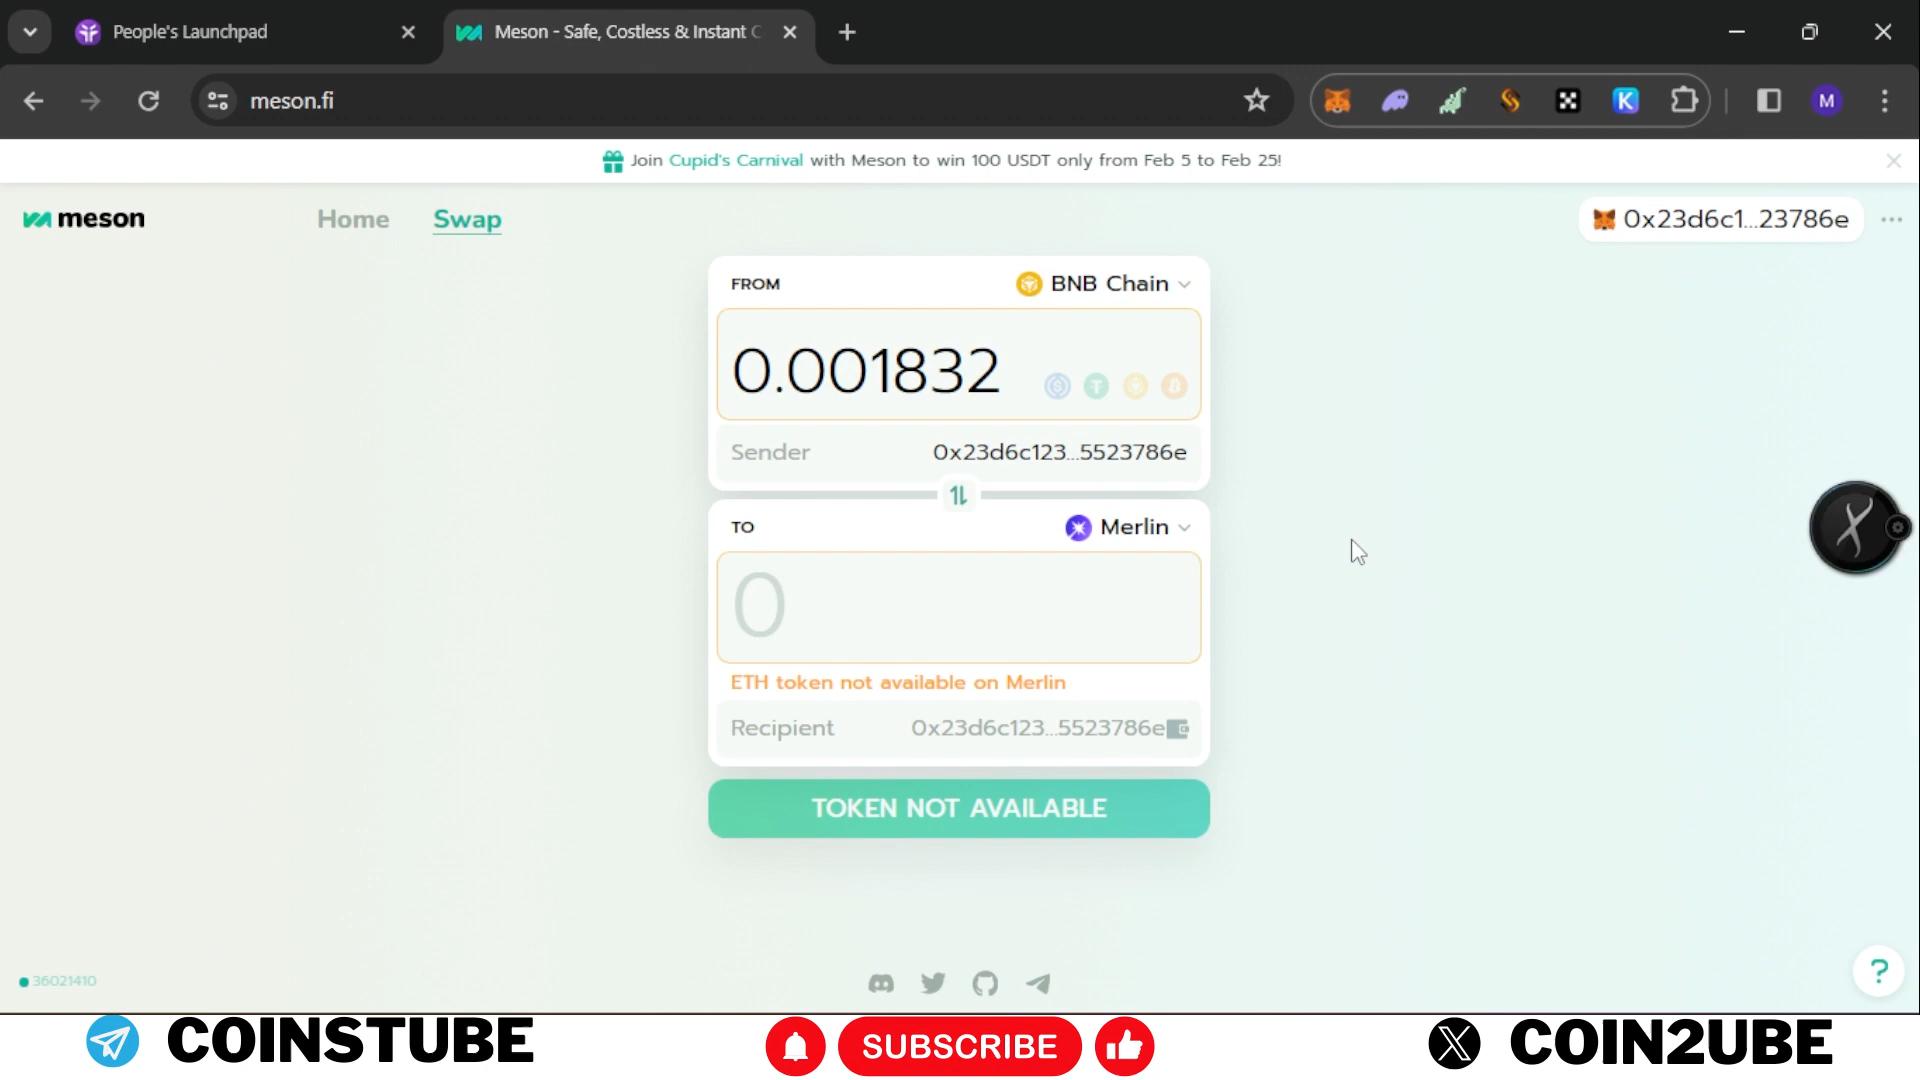 People's Launchpad
Meson - Safe, Costless & Instant C
meson.fi
K
M
Join Cupid's Carnival with Meson to win 100 USDT only from Feb 5 to Feb 25!
meson
Home
Swap
0x23d6c1...23786e
FROM
BNB Chain
0.001832
Sender
0x23d6c123...5523786e
TO
Merlin
0
ETH token not available on Merlin
Recipient
0x23d6c123...5523786e
TOKEN NOT AVAILABLE
36021410
?
COINSTUBE
SUBSCRIBE
COIN2UBE